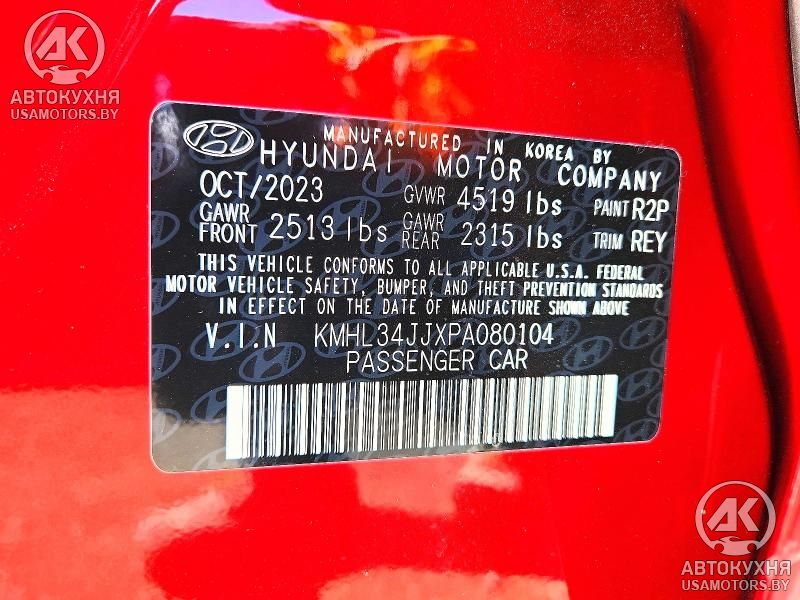 АК
АВТОКУХНЯ
USAMOTORS.BY
MANUFACTURED IN KOREA BY
HYUNDAI MOTOR COMPANY
OCT/2023 GVWR 4519 lbs PAINT R2P
GAWR FRONT 2513 lbs GAWR REAR 2315 lbs TRIM REY
THIS VEHICLE CONFORMS TO ALL APPLICABLE U.S.A. FEDERAL
MOTOR VEHICLE SAFETY, BUMPER, AND THEFT PREVENTION STANDARDS
IN EFFECT ON THE DATE OF MANUFACTURE SHOWN ABOVE
V.I.N KMHL34JJXPA080104
PASSENGER CAR
АК
АВТОКУХНЯ
USAMOTORS.BY